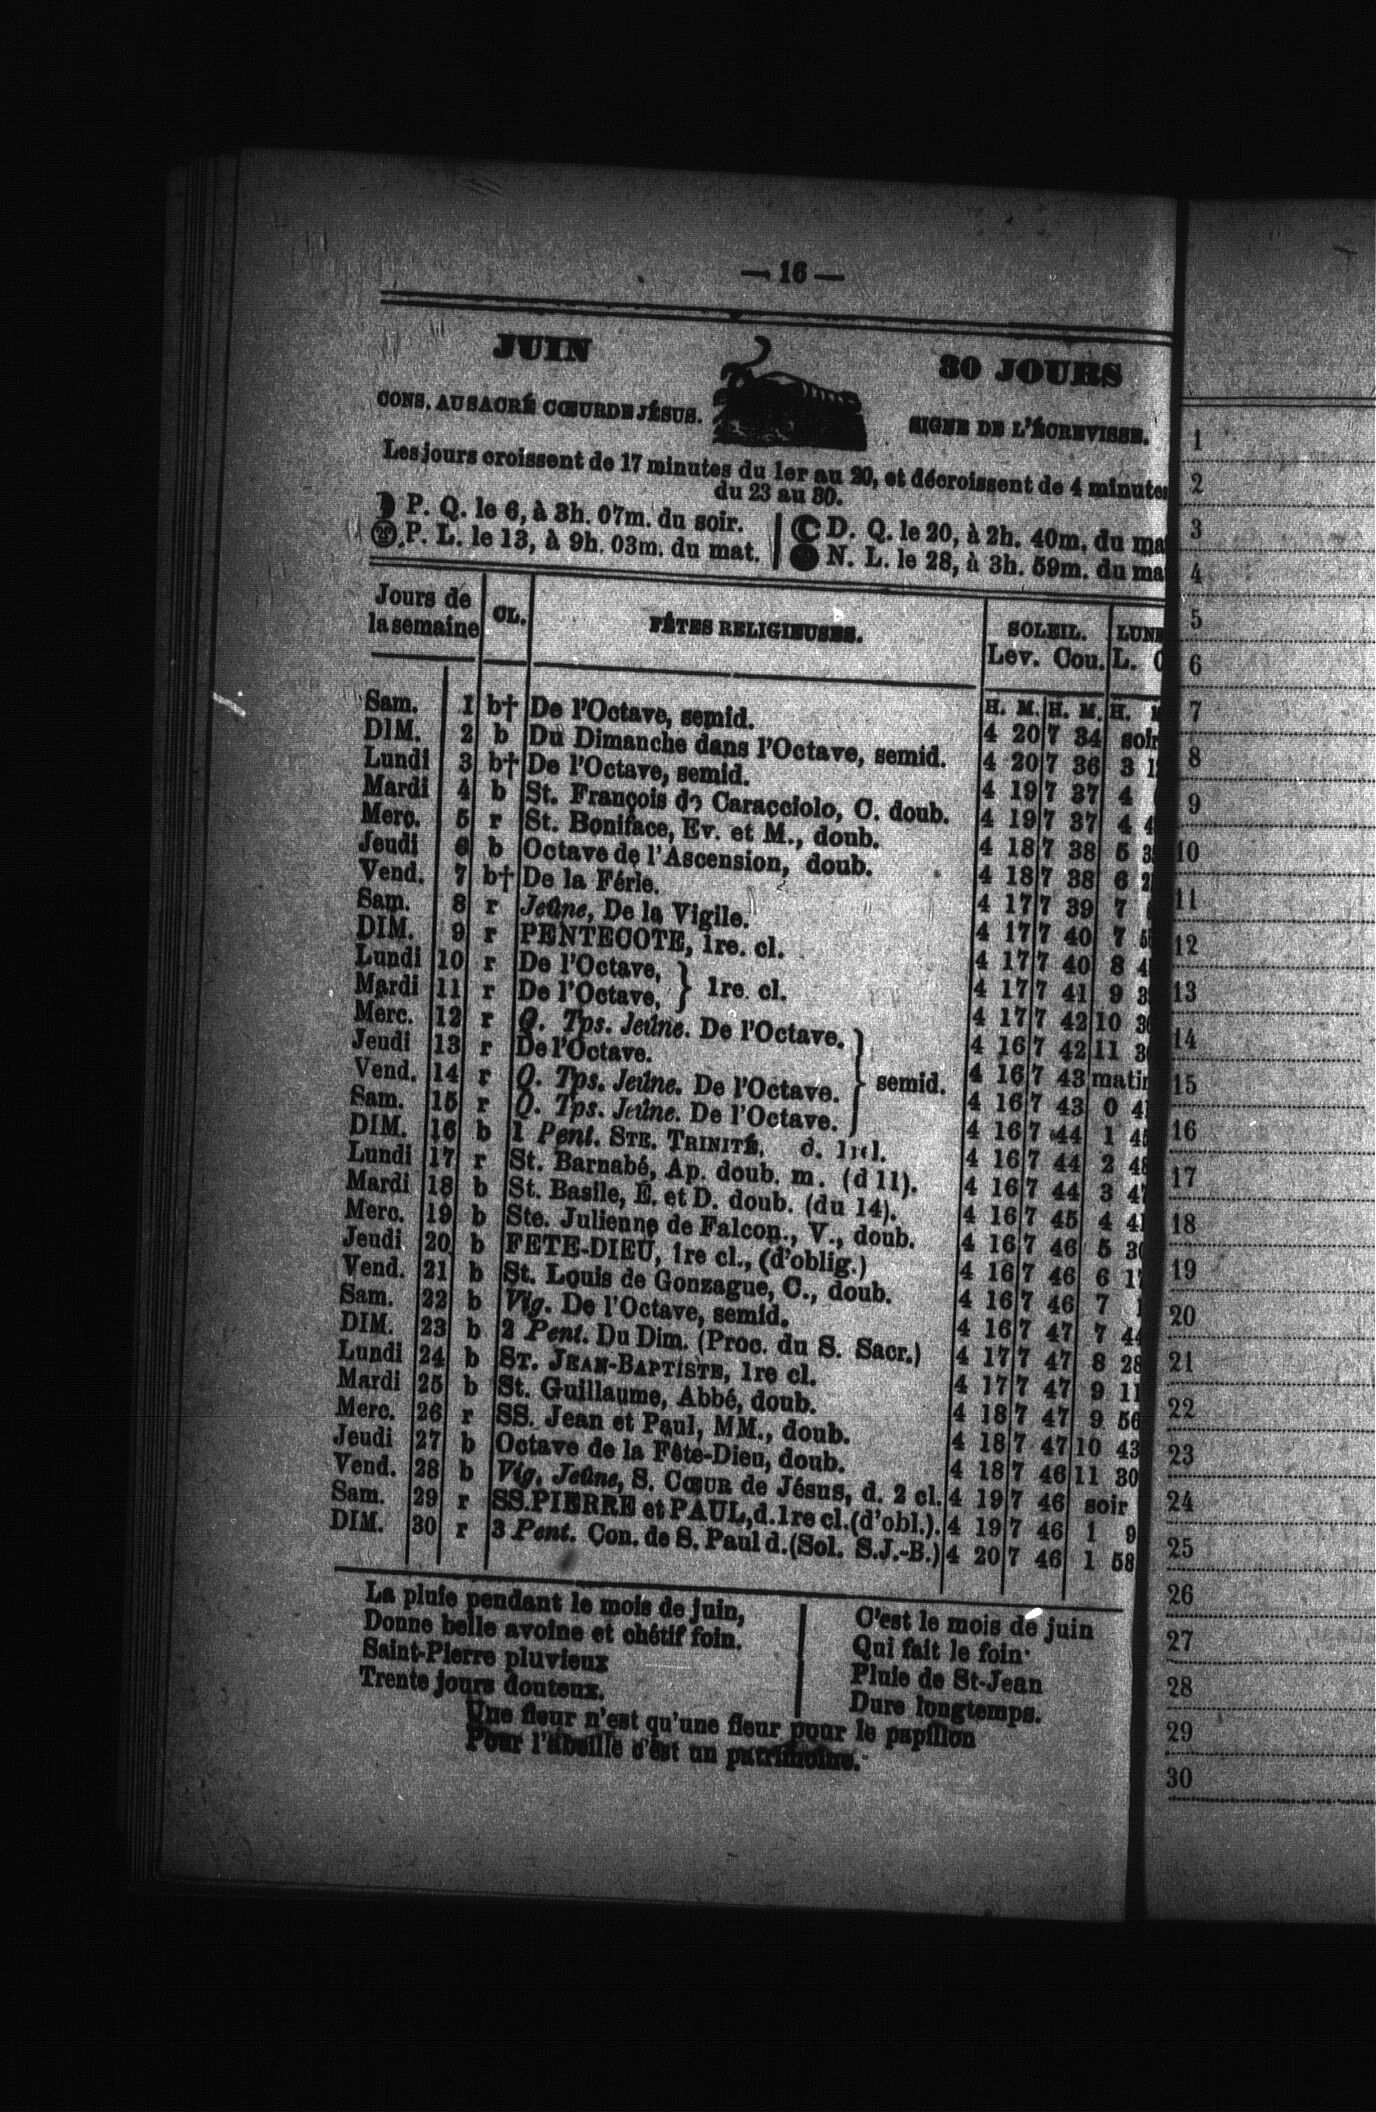 — 16 —
JUIN
30 JOURS
CONS. AU SACRÉ CŒUR DE JÉSUS.
SIGNE DE L'ÉCREVISSE.
Les jours croissent de 17 minutes du 1er au 20, et décroissent de 4 minutes
du 23 au 30.
P. Q. le 6, à 3h. 07m. du soir.
P. L. le 13, à 9h. 03m. du mat.
D. Q. le 20, à 2h. 40m. du ma
N. L. le 28, à 3h. 59m. du ma
Jours de la semaine CL. FÊTES RELIGIEUSES. SOLEIL. LUNE
Lev. Cou. L. C
H. M. H. M. H.
Sam. 1 b† De l'Octave, semid. 4 20 7 34 soir
DIM. 2 b Du Dimanche dans l'Octave, semid. 4 20 7 36 3
Lundi 3 b† De l'Octave, semid. 4 19 7 37 4
Mardi 4 b St. François de Caracciolo, C. doub. 4 19 7 37 4
Merc. 5 r St. Boniface, Ev. et M., doub. 4 18 7 38 5
Jeudi 6 b Octave de l'Ascension, doub. 4 18 7 38 6
Vend. 7 b† De la Férie. 4 17 7 39 7
Sam. 8 r Jeûne, De la Vigile. 4 17 7 40 7
DIM. 9 r PENTECOTE, 1re. cl. 4 17 7 40 8
Lundi 10 r De l'Octave, } 1re. cl. 4 17 7 41 9
Mardi 11 r De l'Octave, 4 17 7 42 10
Merc. 12 r Q. Tps. Jeûne. De l'Octave. } semid. 4 16 7 42 11
Jeudi 13 r De l'Octave. 4 16 7 43 matin
Vend. 14 r Q. Tps. Jeûne. De l'Octave. 4 16 7 43 0
Sam. 15 r Q. Tps. Jeûne. De l'Octave. 4 16 7 44 1
DIM. 16 b 1 Pent. STE. TRINITÉ, d. 4 16 7 44 2 48
Lundi 17 r St. Barnabé, Ap. doub. m. (d 11). 4 16 7 44 3 47
Mardi 18 b St. Basile, É. et D. doub. (du 14). 4 16 7 45 4 41
Merc. 19 b Ste. Julienne de Falcon., V., doub. 4 16 7 46 5 30
Jeudi 20 b FETE-DIEU, 1re cl., (d'oblig.) 4 16 7 46 6 17
Vend. 21 b St. Louis de Gonzague, C., doub. 4 16 7 46 7
Sam. 22 b Vig. De l'Octave, semid. 4 16 7 47 7 44
DIM. 23 b 2 Pent. Du Dim. (Proc. du S. Sacr.) 4 17 7 47 8 28
Lundi 24 b ST. JEAN-BAPTISTE, 1re cl. 4 17 7 47 9 11
Mardi 25 b St. Guillaume, Abbé, doub. 4 18 7 47 9 56
Merc. 26 r SS. Jean et Paul, MM., doub. 4 18 7 47 10 43
Jeudi 27 b Octave de la Fête-Dieu, doub. 4 18 7 46 11 30
Vend. 28 b Vig. Jeûne, S. CŒUR de Jésus, d. 2 cl. 4 19 7 46 soir
Sam. 29 r SS. PIERRE et PAUL, d. 1re cl. (d'obl.). 4 19 7 46 1 9
DIM. 30 r 3 Pent. Con. de S. Paul d. (Sol. S.J.-B.) 4 20 7 46 1 58
La pluie pendant le mois de juin,
Donne belle avoine et chétif foin.
Saint-Pierre pluvieux
Trente jours douteux.
C'est le mois de juin
Qui fait le foin·
Pluie de St-Jean
Dure longtemps.
Une fleur n'est qu'une fleur pour le papillon
Pour l'abeille c'est un patrimoine.
1
2
3
4
5
6
7
8
9
10
11
12
13
14
15
16
17
18
19
20
21
22
23
24
25
26
27
28
29
30